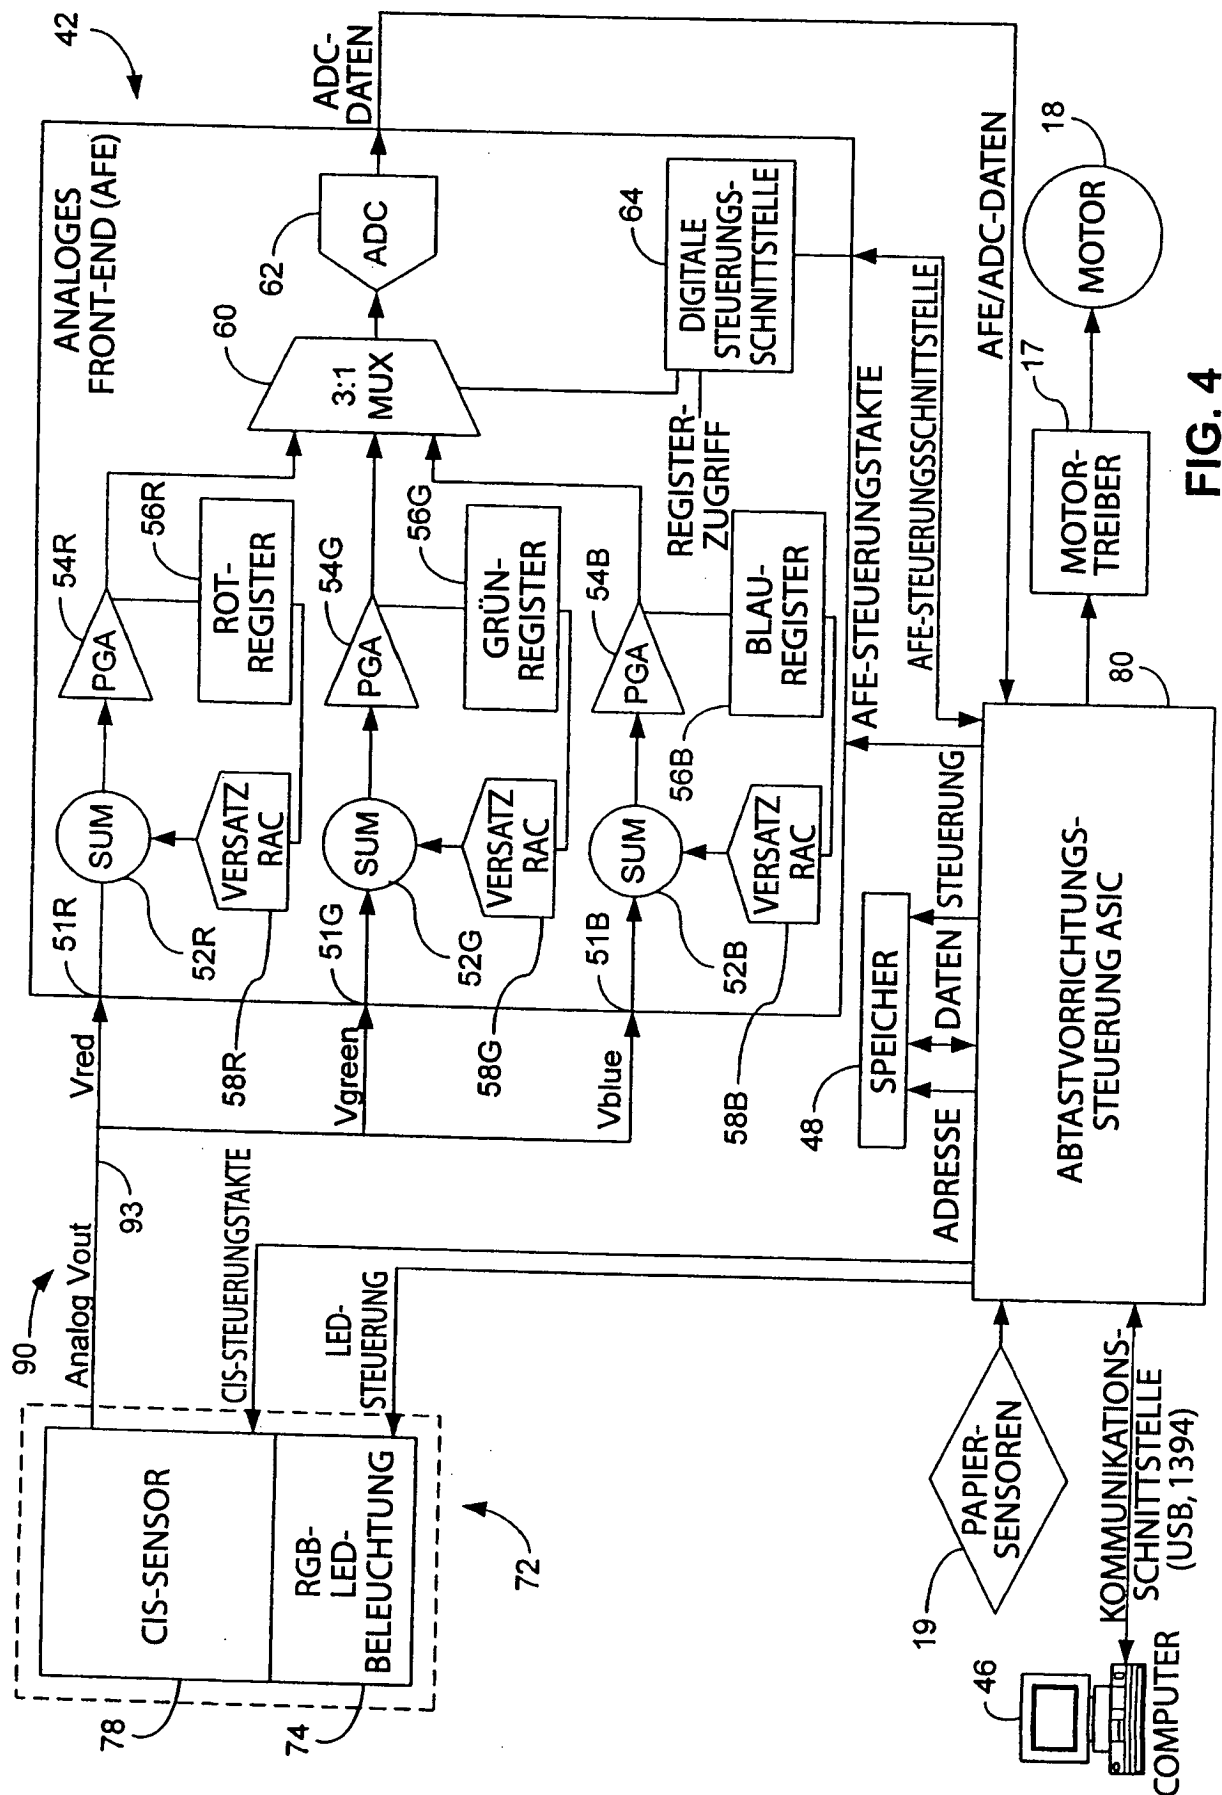 90
Analog Vout
93
Vred
Vgreen
Vblue
42
ANALOGES
FRONT-END (AFE)
51R
SUM
52R
PGA
54R
VERSATZ
RAC
58R
ROT-
REGISTER
56R
51G
SUM
52G
PGA
54G
VERSATZ
RAC
58G
GRÜN-
REGISTER
56G
51B
SUM
52B
PGA
54B
VERSATZ
RAC
58B
BLAU-
REGISTER
56B
3:1
MUX
60
ADC
62
ADC-
DATEN
DIGITALE
STEUERUNGS-
SCHNITTSTELLE
64
REGISTER-
ZUGRIFF
CIS-SENSOR
78
RGB-
LED-
BELEUCHTUNG
74
72
CIS-STEUERUNGSTAKTE
LED-
STEUERUNG
AFE-STEUERUNGSTAKTE
AFE-STEUERUNGSSCHNITTSTELLE
AFE/ADC-DATEN
SPEICHER
48
ADRESSE
DATEN
STEUERUNG
ABTASTVORRICHTUNGS-
STEUERUNG ASIC
80
MOTOR-
TREIBER
17
MOTOR
18
PAPIER-
SENSOREN
19
KOMMUNIKATIONS-
SCHNITTSTELLE
(USB, 1394)
46
COMPUTER
FIG. 4